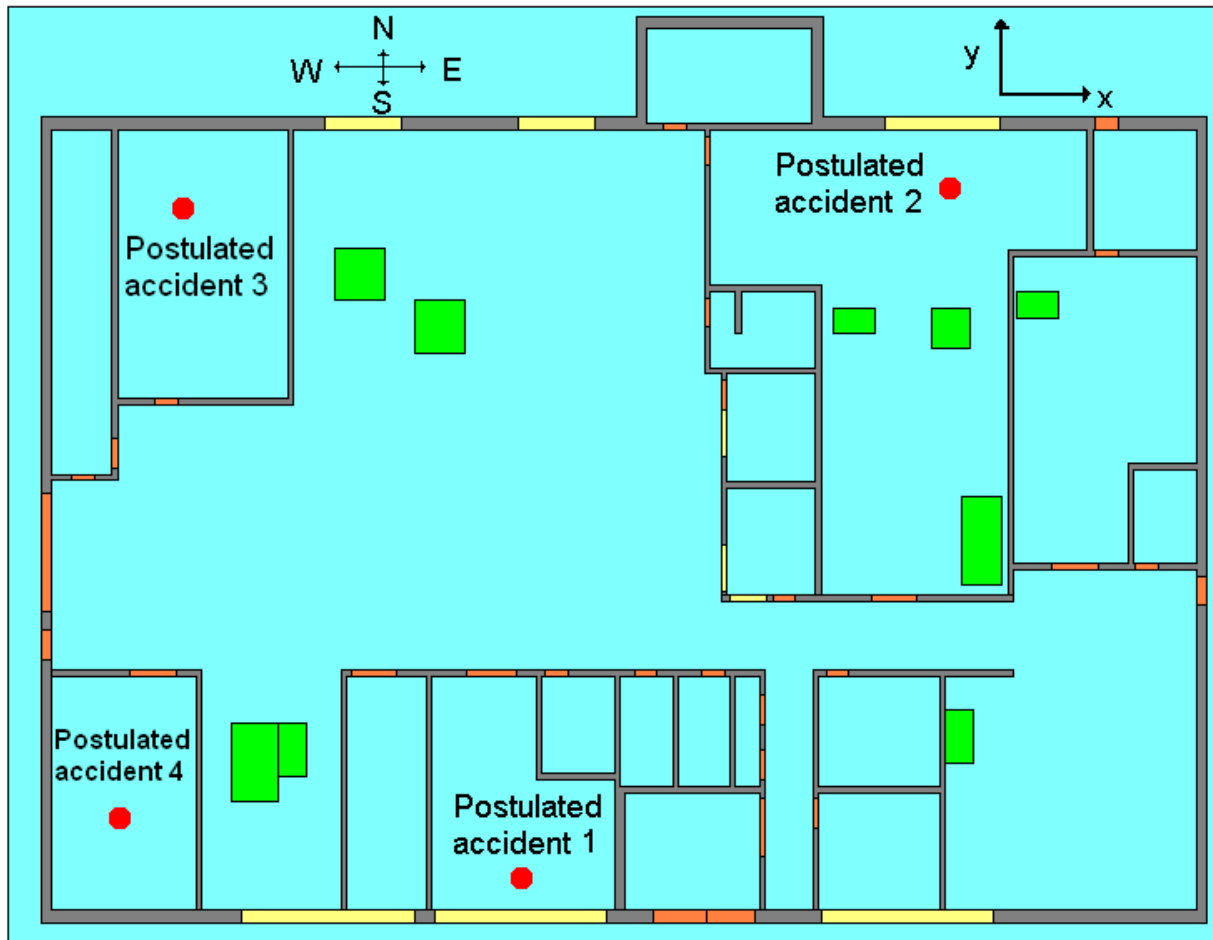 N
W E
S
y
x
Postulated
accident 2
Postulated
accident 3
Postulated
accident 4
Postulated
accident 1